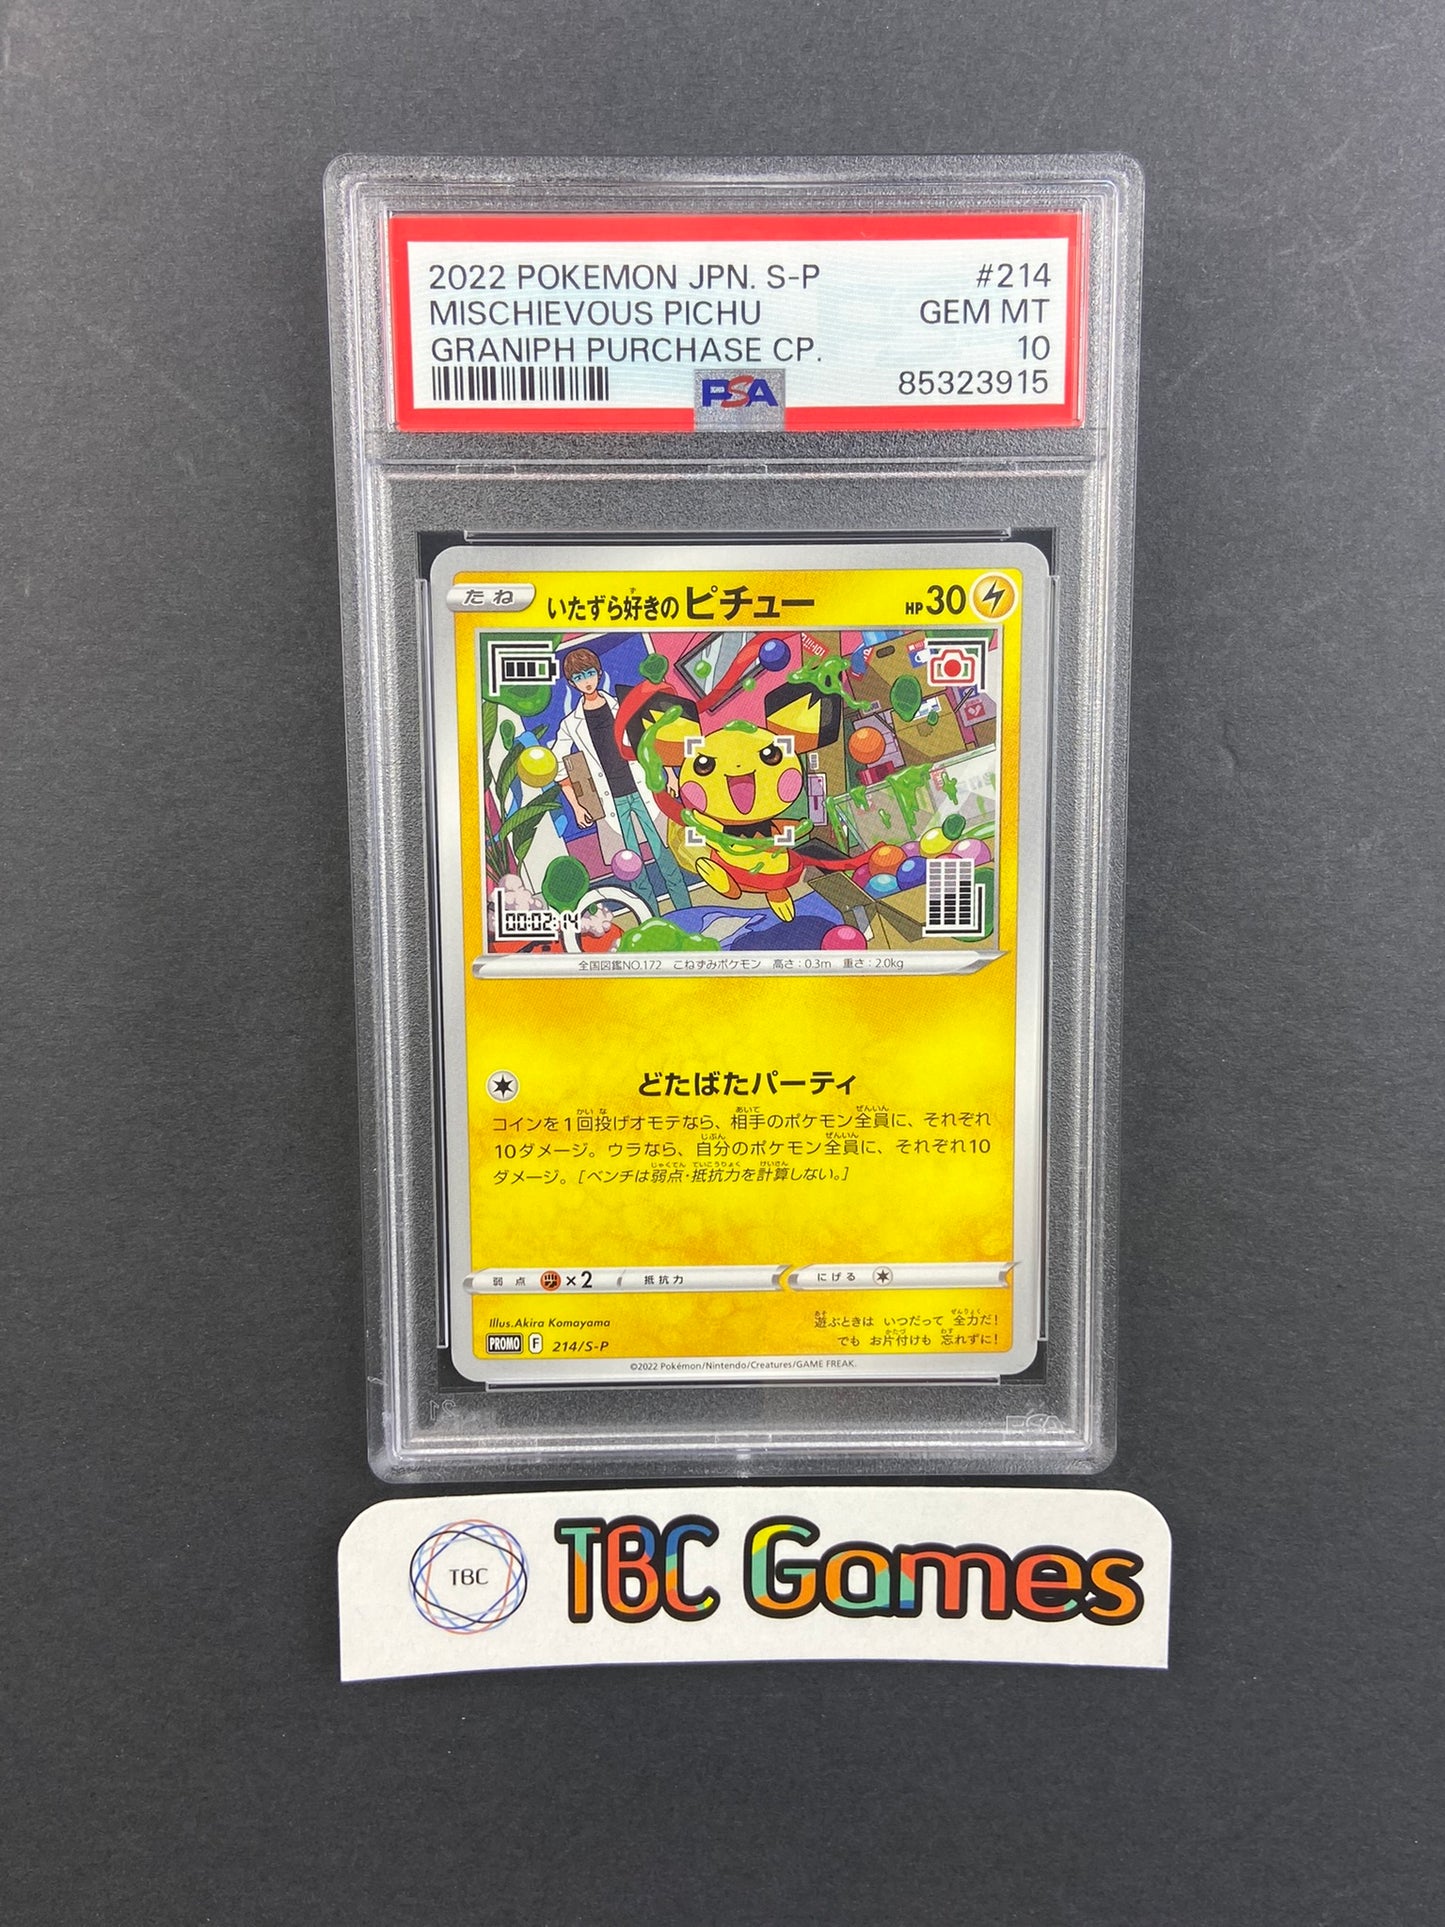 2022 POKEMON JPN. S-P #214
MISCHIEVOUS PICHU GEM MT
GRANIPH PURCHASE CP. 10
PSA 85323915
たね いたずら好きのピチュー HP30
00:02:14
全国図鑑NO.172 こねずみポケモン 高さ:0.3m 重さ:2.0kg
どたばたパーティ
コインを1回投げオモテなら、相手のポケモン全員に、それぞれ
10ダメージ。ウラなら、自分のポケモン全員に、それぞれ10
ダメージ。[ベンチは弱点・抵抗力を計算しない。]
弱点 ×2 抵抗力 にげる
Illus.Akira Komayama
遊ぶときは いつだって 全力だ!
でも お片付けも 忘れずに!
PROMO F 214/S-P
©2022 Pokémon/Nintendo/Creatures/GAME FREAK.
PSA
TBC TBC Games